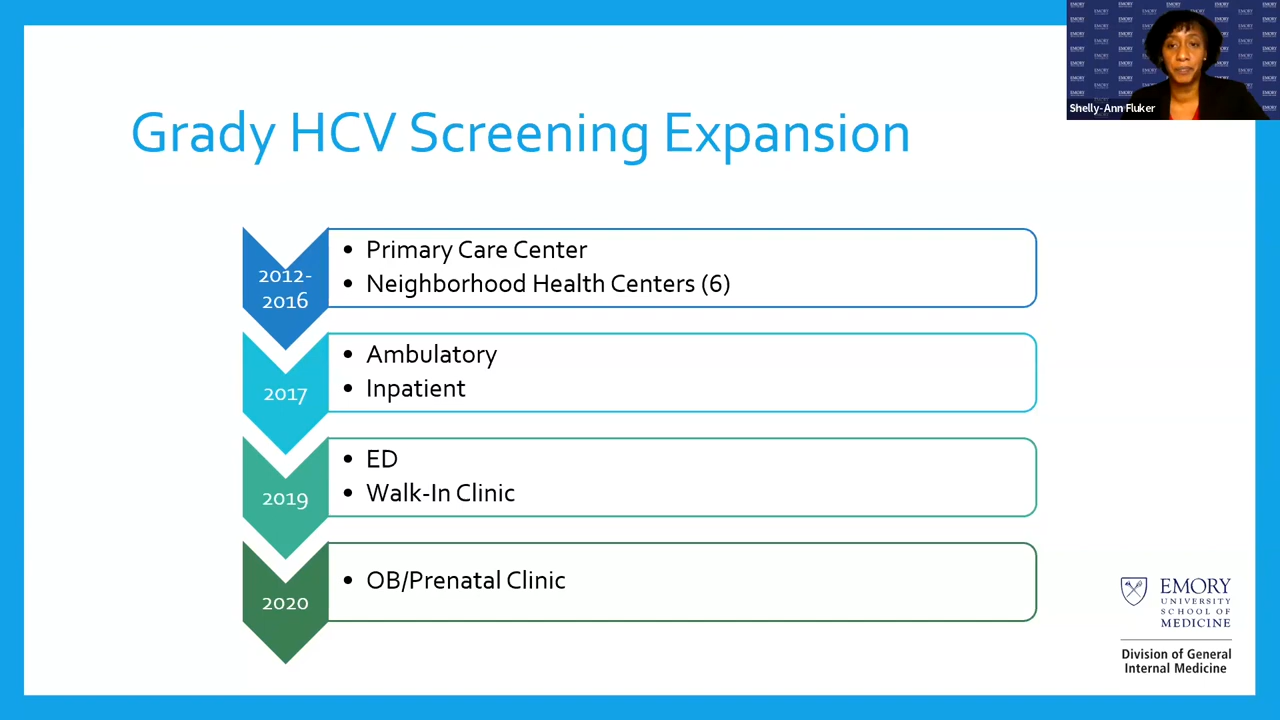 Shelly-Ann Fluker
Grady HCV Screening Expansion
2012-
2016
• Primary Care Center
• Neighborhood Health Centers (6)
2017
• Ambulatory
• Inpatient
2019
• ED
• Walk-In Clinic
2020
• OB/Prenatal Clinic
EMORY
UNIVERSITY
SCHOOL OF
MEDICINE
Division of General
Internal Medicine